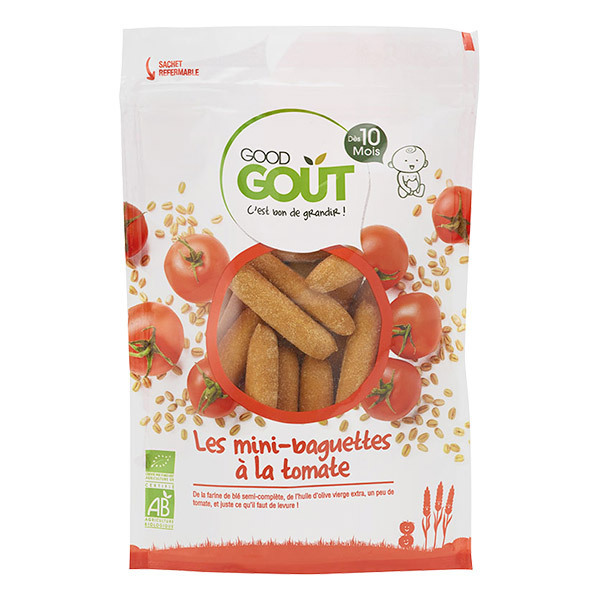 SACHET
REFERMABLE
Dès 10
Mois
GOOD
GOÛT
C'est bon de grandir !
Les mini-baguettes
à la tomate
De la farine de blé semi-complète, de l'huile d'olive vierge extra, un peu de
tomate, et juste ce qu'il faut de levure !
CERTIFIÉ
AB
AGRICULTURE
BIOLOGIQUE